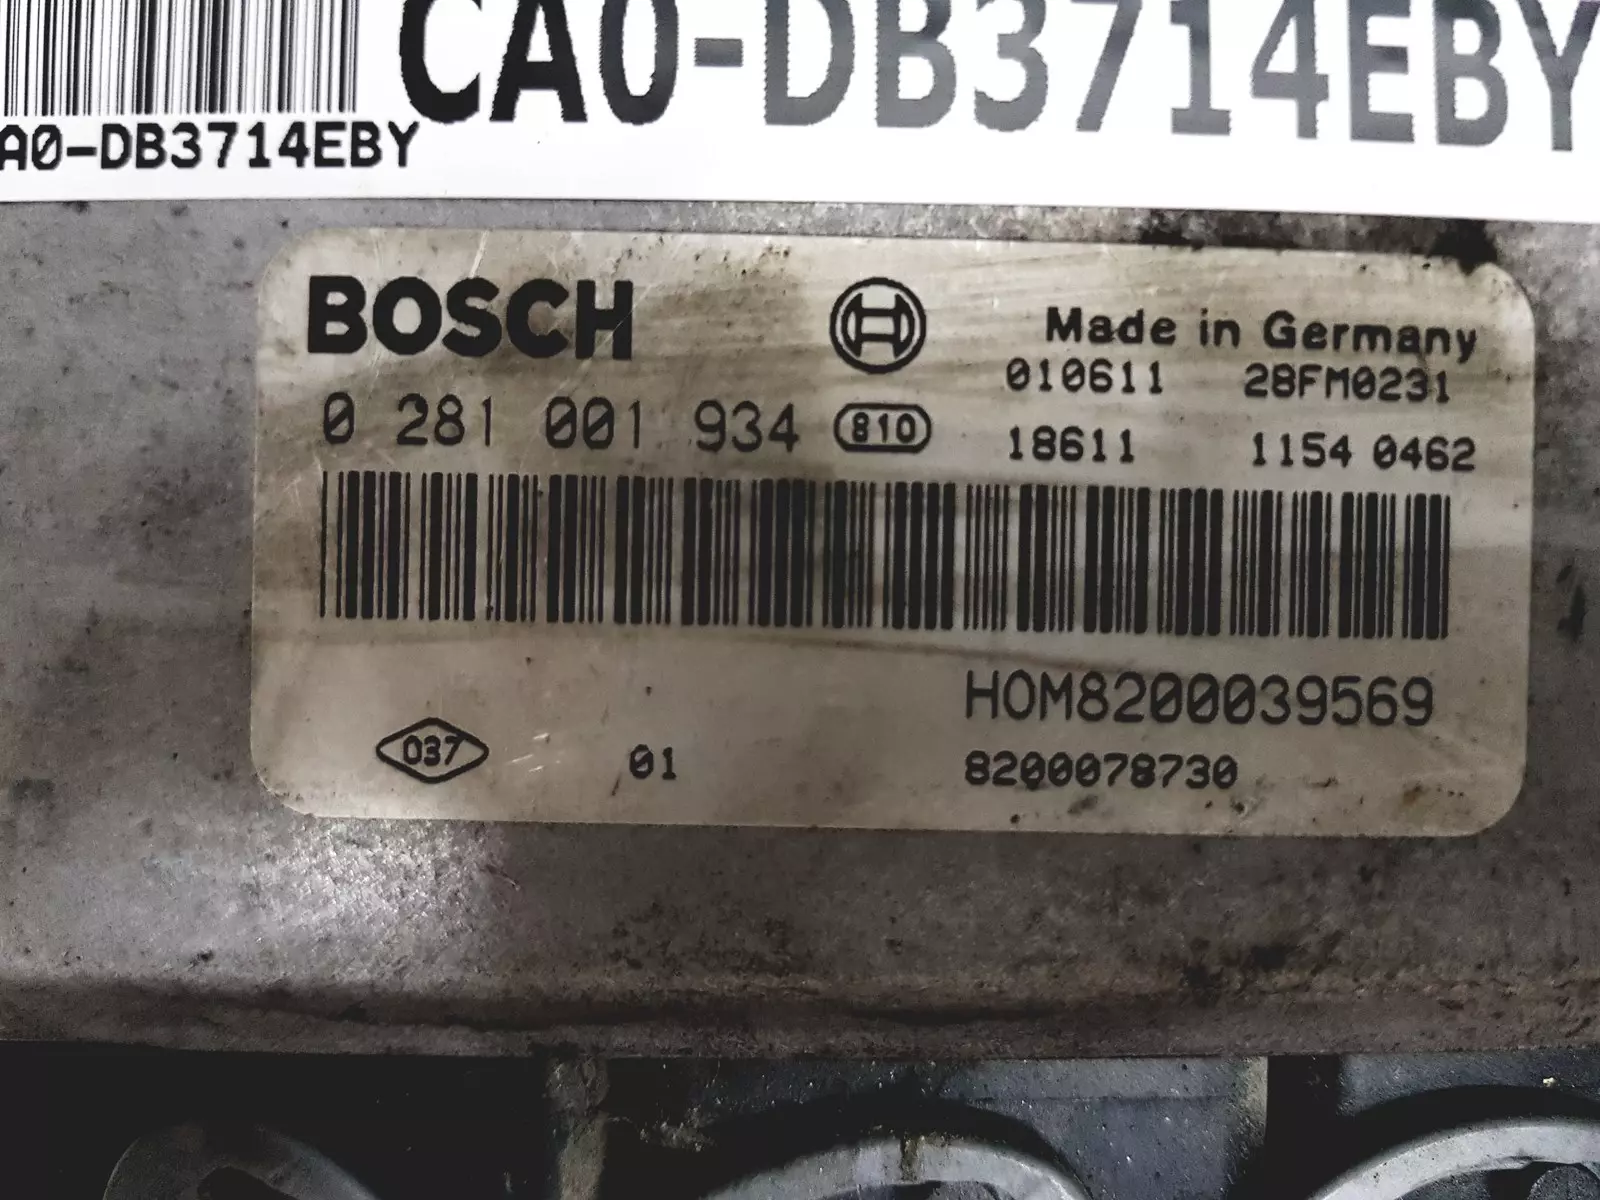 CA0-DB3714EBY
A0-DB3714EBY
BOSCH
Made in Germany
010611 28FM0231
0 281 001 934 810 18611 1154 0462
HOM8200039569
037 01 8200078730